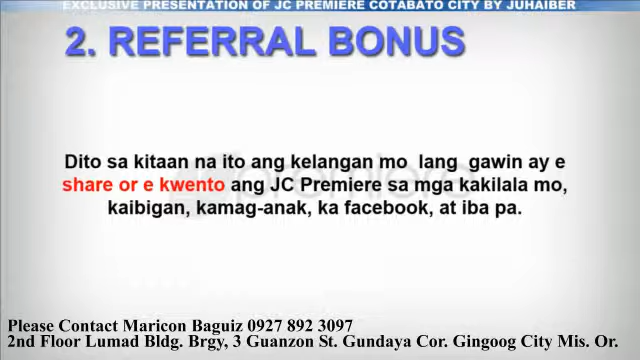 EXCLUSIVE PRESENTATION OF JC PREMIERE COTABATO CITY BY JUHAIBER
2. REFERRAL BONUS
Dito sa kitaan na ito ang kelangan mo lang gawin ay e
share or e kwento ang JC Premiere sa mga kakilala mo,
kaibigan, kamag-anak, ka facebook, at iba pa.
Please Contact Maricon Baguiz 0927 892 3097
2nd Floor Lumad Bldg. Brgy, 3 Guanzon St. Gundaya Cor. Gingoog City Mis. Or.